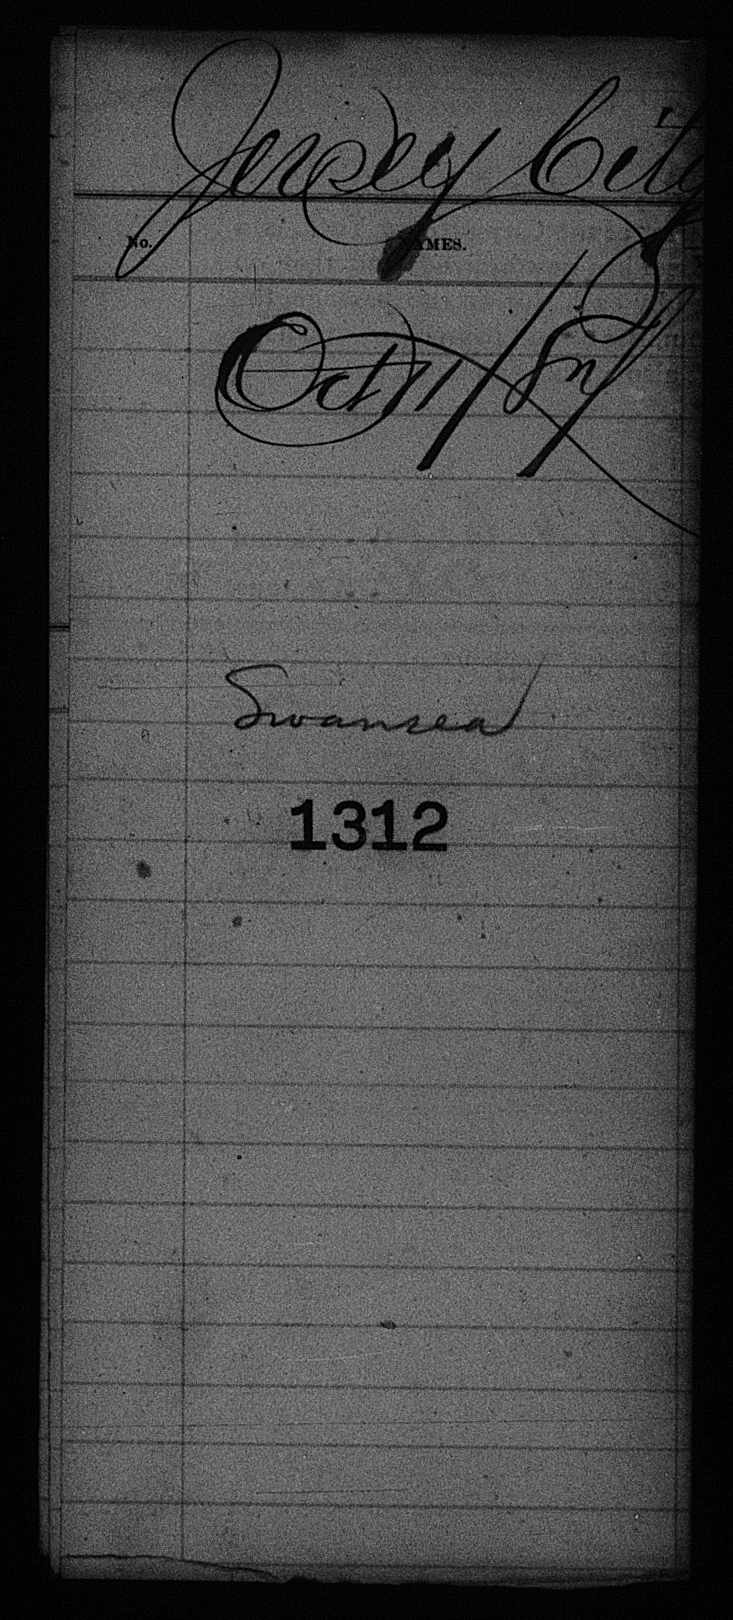 Jersey City
No. NAMES.
Oct 11/87
Swansea
1312